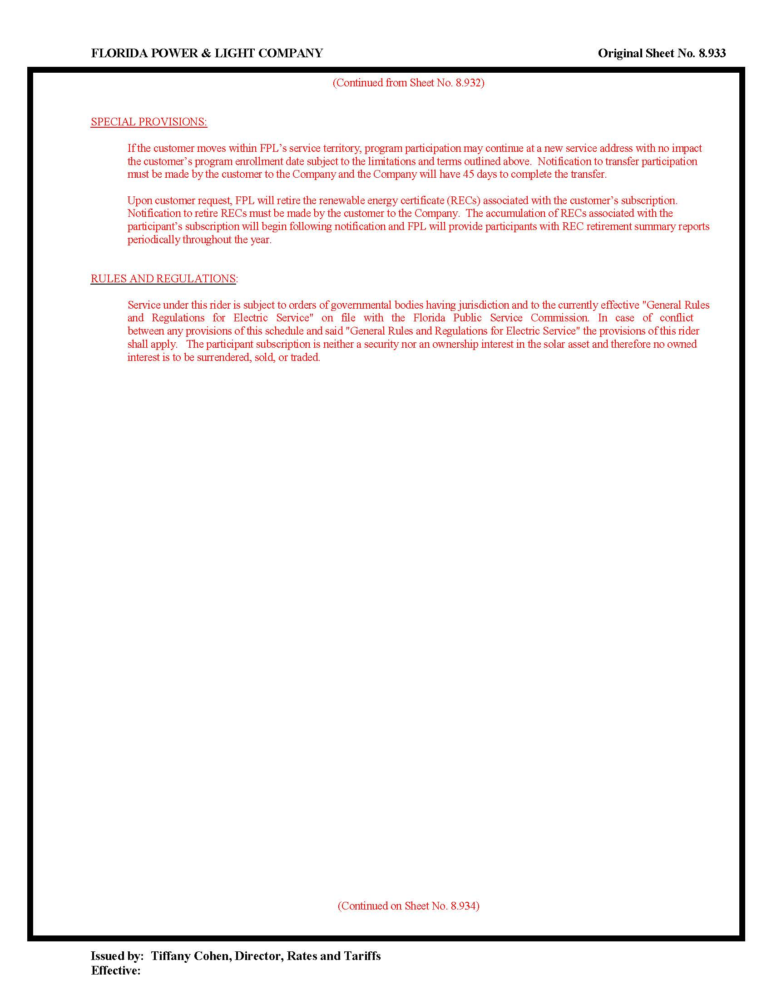 FLORIDA POWER & LIGHT COMPANY Original Sheet No. 8.933
(Continued from Sheet No. 8.932)
SPECIAL PROVISIONS:
If the customer moves within FPL’s service territory, program participation may continue at a new service address with no impact
the customer’s program enrollment date subject to the limitations and terms outlined above. Notification to transfer participation
must be made by the customer to the Company and the Company will have 45 days to complete the transfer.
Upon customer request, FPL will retire the renewable energy certificate (RECs) associated with the customer’s subscription.
Notification to retire RECs must be made by the customer to the Company. The accumulation of RECs associated with the
participant’s subscription will begin following notification and FPL will provide participants with REC retirement summary reports
periodically throughout the year.
RULES AND REGULATIONS:
Service under this rider is subject to orders of governmental bodies having jurisdiction and to the currently effective "General Rules
and Regulations for Electric Service" on file with the Florida Public Service Commission. In case of conflict
between any provisions of this schedule and said "General Rules and Regulations for Electric Service" the provisions of this rider
shall apply. The participant subscription is neither a security nor an ownership interest in the solar asset and therefore no owned
interest is to be surrendered, sold, or traded.
(Continued on Sheet No. 8.934)
Issued by: Tiffany Cohen, Director, Rates and Tariffs
Effective: